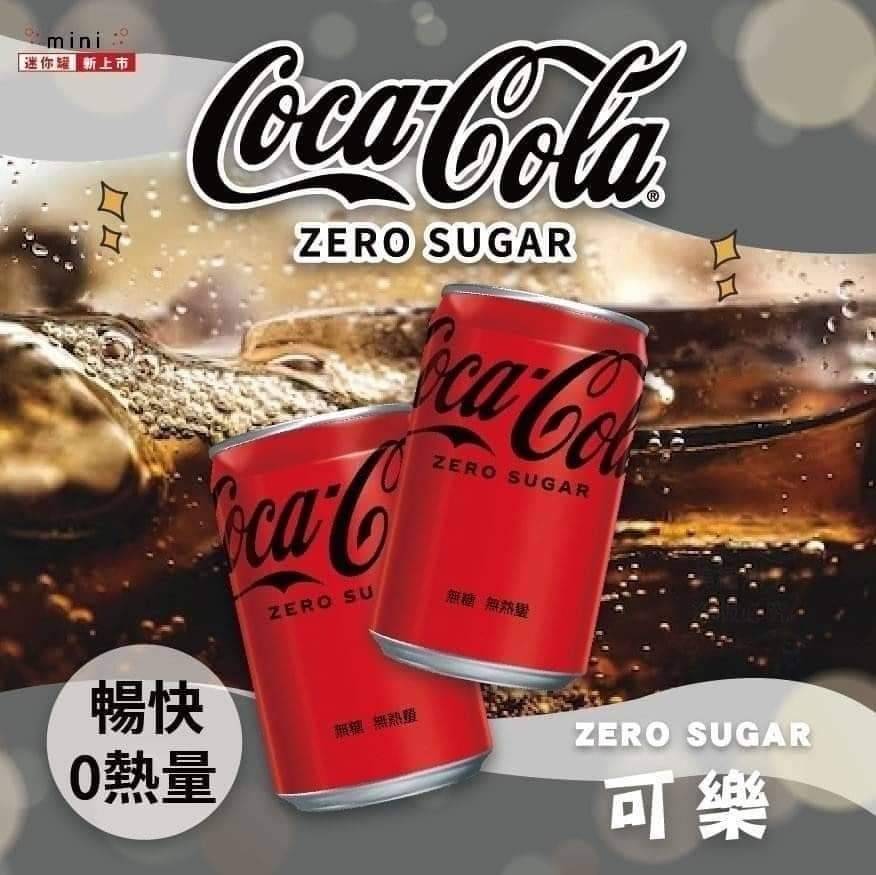 mini
迷你罐 新上市
Coca-Cola®
ZERO SUGAR
Coca-Cola
ZERO SUGAR
無糖 無熱量
Coca-C
ZERO SU
無糖 無熱量
暢快
0熱量
ZERO SUGAR
可樂